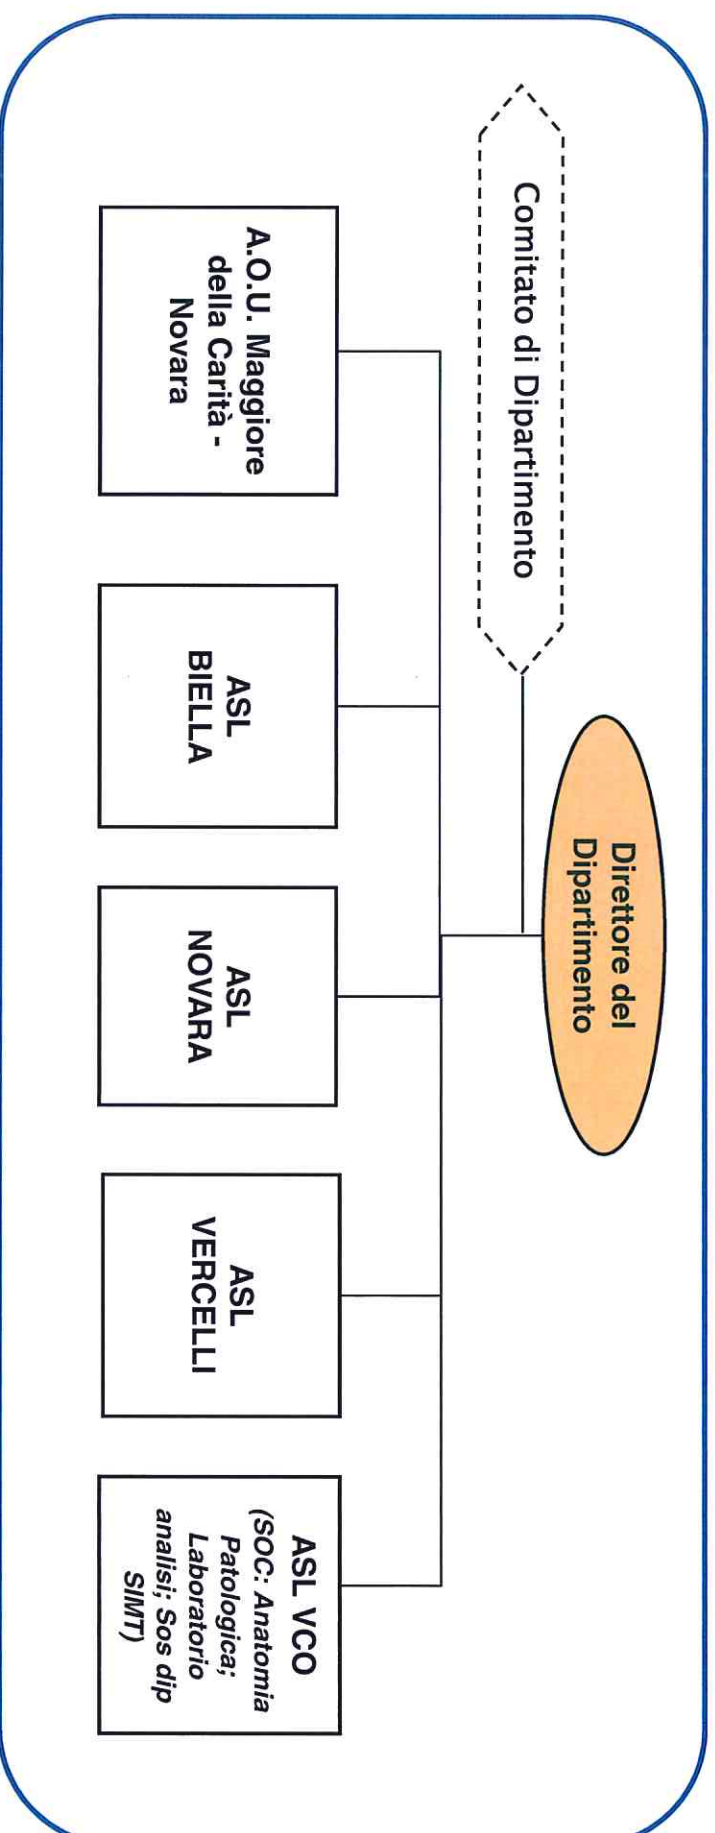 Direttore del
Dipartimento
Comitato di Dipartimento
A.O.U. Maggiore
della Carità -
Novara
ASL
BIELLA
ASL
NOVARA
ASL
VERCELLI
ASL VCO
(SOC: Anatomia
Patologica;
Laboratorio
analisi; Sos dip
SIMT)